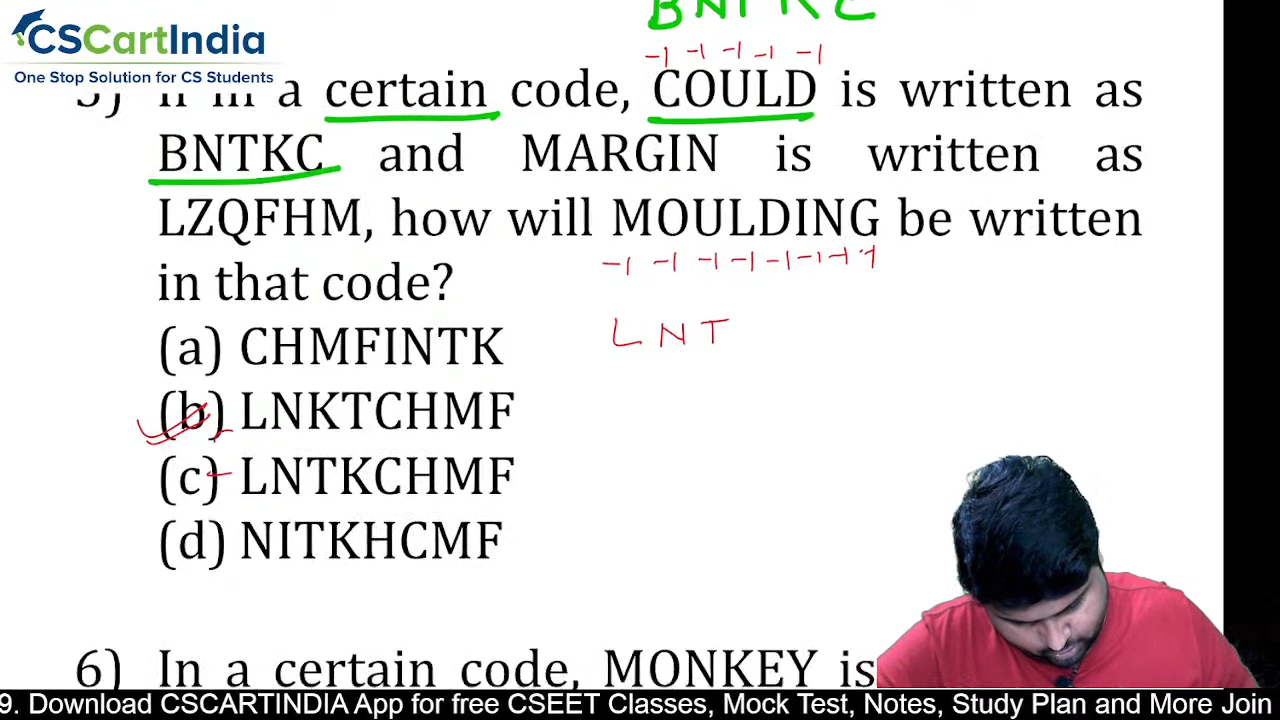 BNTKC
CSCartIndia
One Stop Solution for CS Students
-1 -1 -1 -1 -1
5) If in a certain code, COULD is written as
BNTKC and MARGIN is written as
LZQFHM, how will MOULDING be written
-1 -1 -1 -1 -1 -1 -1 -1
in that code?
LNT
(a) CHMFINTK
(b) LNKTCHMF
(c) LNTKCHMF
(d) NITKHCMF
6) In a certain code, MONKEY is
9. Download CSCARTINDIA App for free CSEET Classes, Mock Test, Notes, Study Plan and More Join